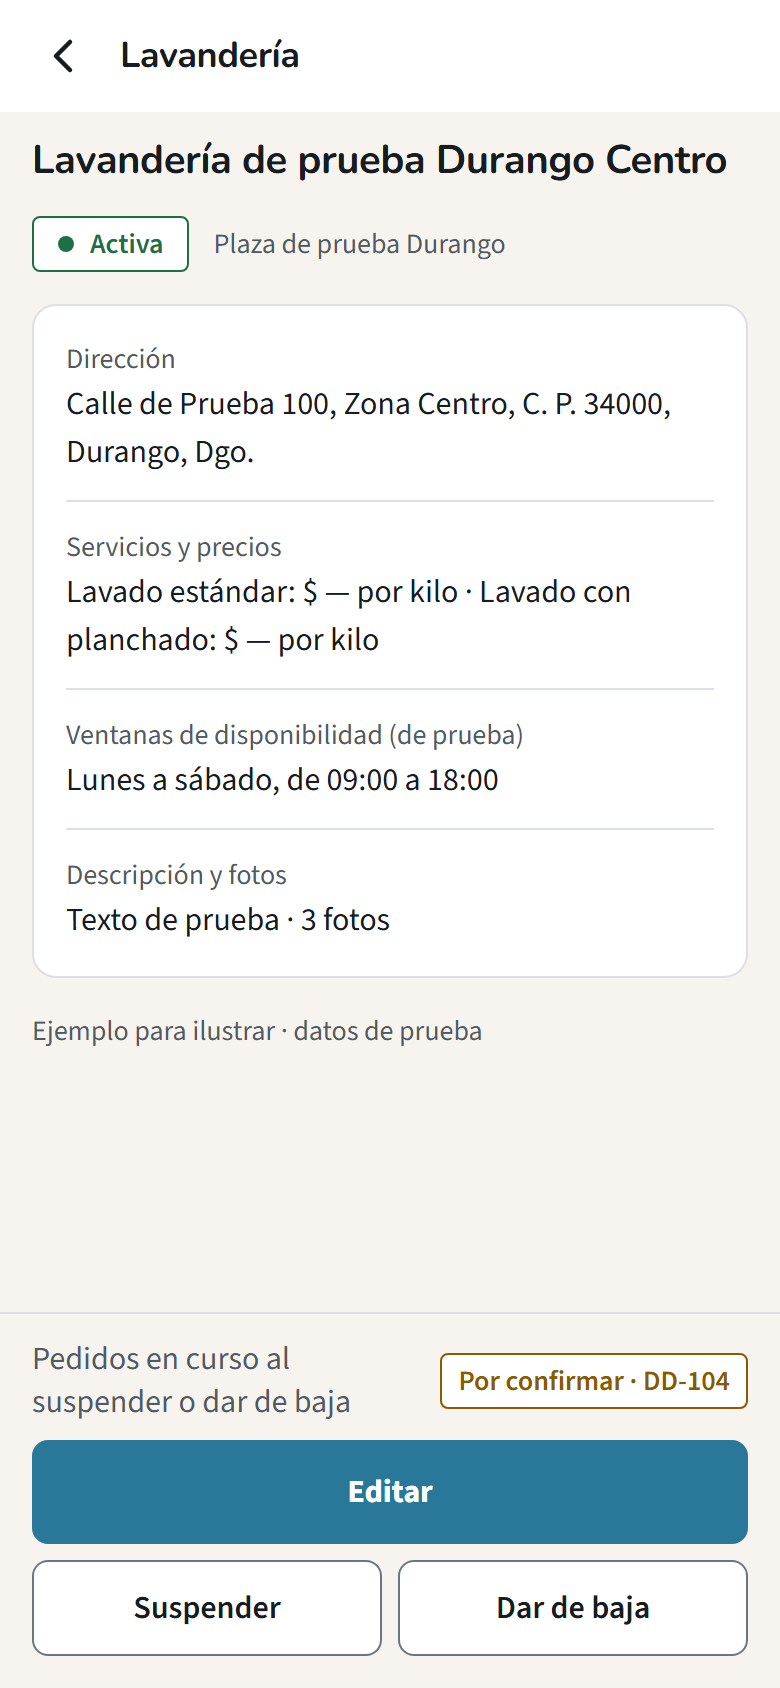 Lavandería
Lavandería de prueba Durango Centro
Activa
Plaza de prueba Durango
Dirección
Calle de Prueba 100, Zona Centro, C. P. 34000,
Durango, Dgo.
Servicios y precios
Lavado estándar: $ — por kilo · Lavado con
planchado: $ — por kilo
Ventanas de disponibilidad (de prueba)
Lunes a sábado, de 09:00 a 18:00
Descripción y fotos
Texto de prueba · 3 fotos
Ejemplo para ilustrar · datos de prueba
Pedidos en curso al
suspender o dar de baja
Por confirmar · DD-104
Editar
Suspender
Dar de baja